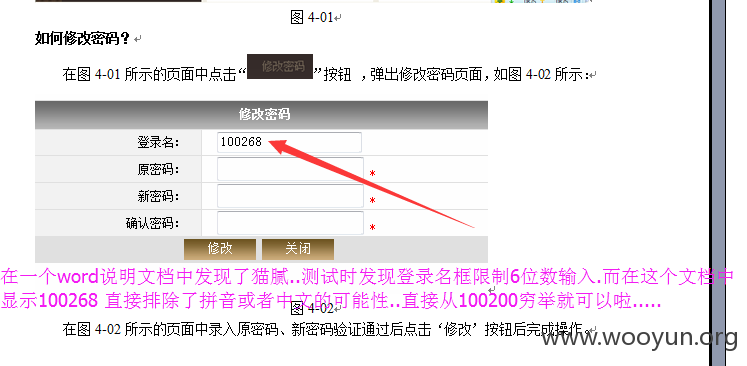 图 4-01
如何修改密码？
在图 4-01 所示的页面中点击“修改密码”按钮 ，弹出修改密码页面，如图 4-02 所示：
修改密码
登录名： 100268
原密码： *
新密码： *
确认密码： *
修改 关闭
在一个word说明文档中发现了猫腻..测试时发现登录名框限制6位数输入.而在这个文档中
显示100268 直接排除了拼音或者中文的可能性..直接从100200穷举就可以啦.....
图 4-02
在图 4-02 所示的页面中录入原密码、新密码验证通过后点击‘修改’按钮后完成操作。
www.wooyun.org